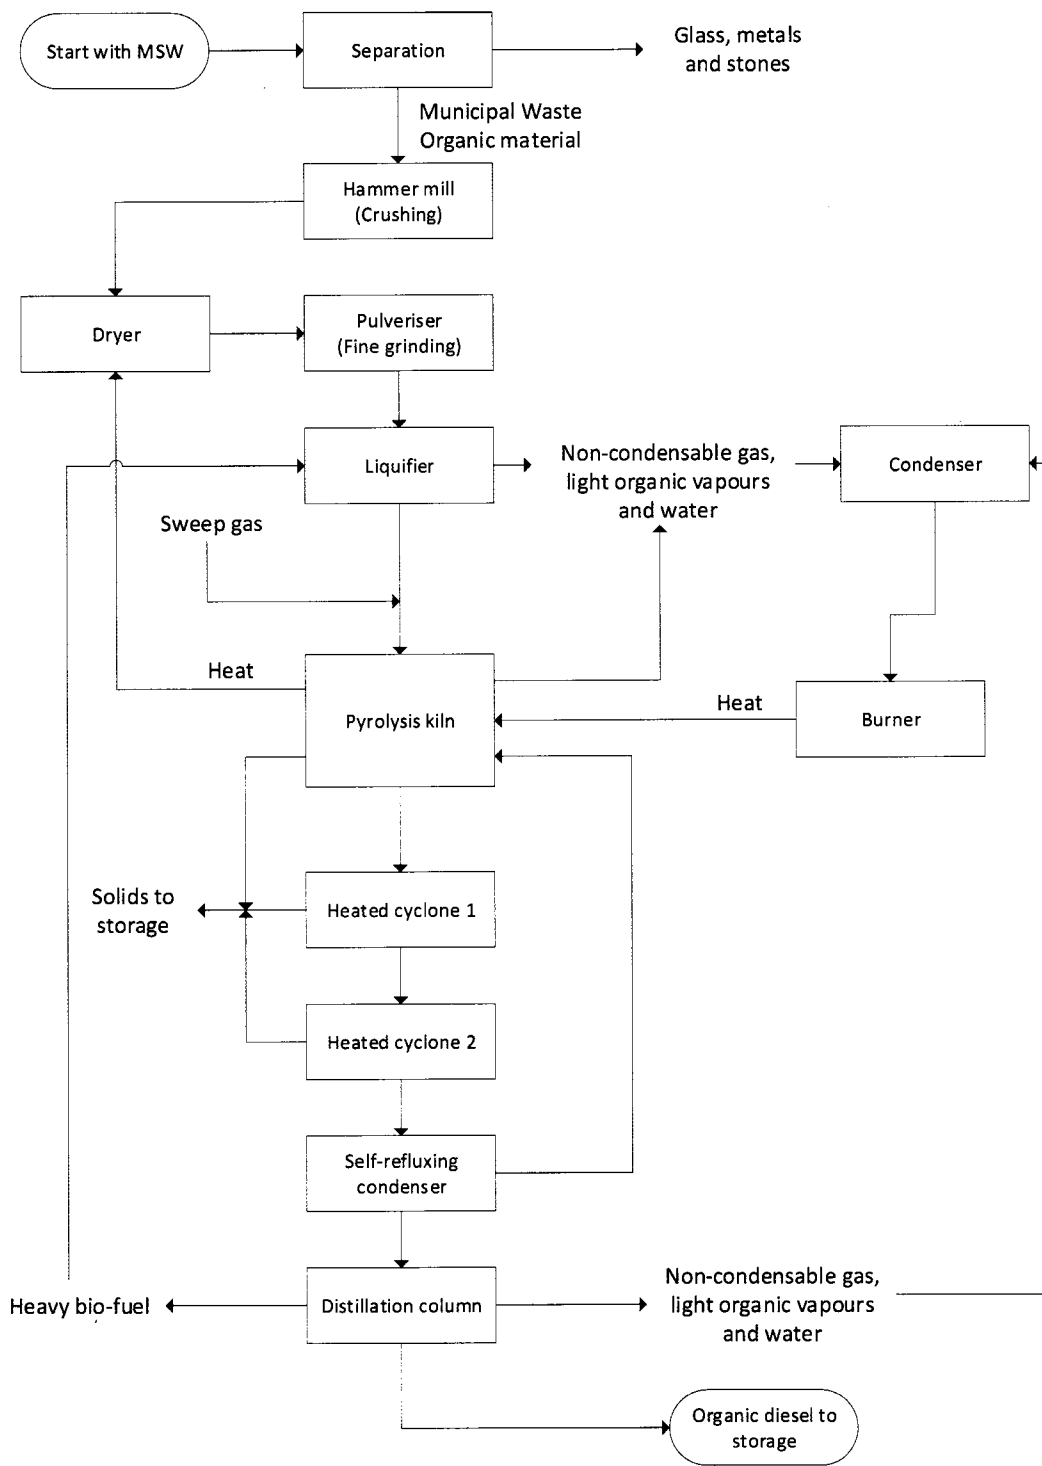 Start with MSW
Separation
Glass, metals
and stones
Municipal Waste
Organic material
Hammer mill
(Crushing)
Dryer
Pulveriser
(Fine grinding)
Liquifier
Non-condensable gas,
light organic vapours
and water
Condenser
Sweep gas
Heat
Pyrolysis kiln
Heat
Burner
Solids to
storage
Heated cyclone 1
Heated cyclone 2
Self-refluxing
condenser
Heavy bio-fuel
Distillation column
Non-condensable gas,
light organic vapours
and water
Organic diesel to
storage